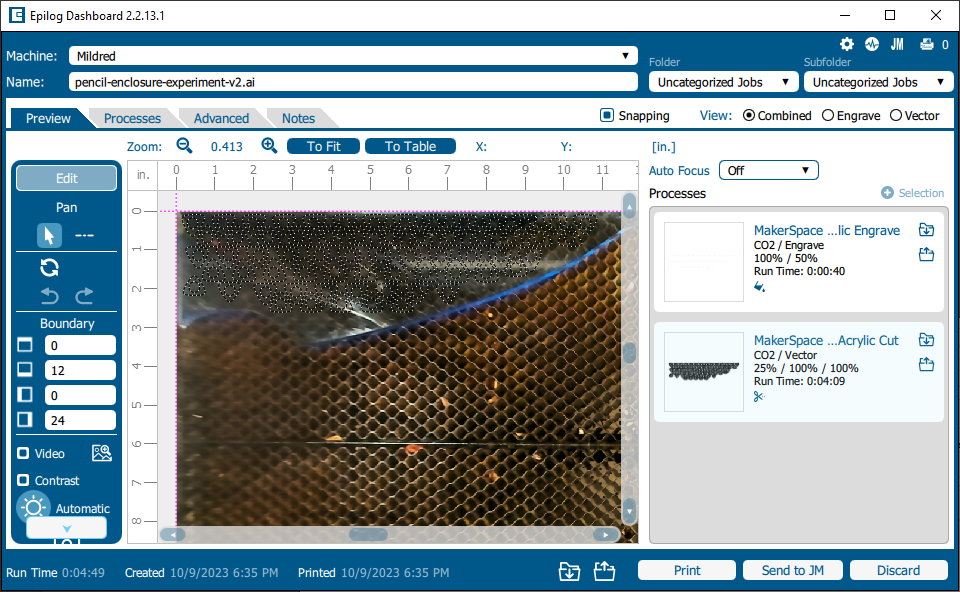 Epilog Dashboard 2.2.13.1
JM 0
Machine: Mildred
Folder Subfolder
Name: pencil-enclosure-experiment-v2.ai
Uncategorized Jobs Uncategorized Jobs
Preview Processes Advanced Notes
Snapping View: Combined Engrave Vector
Zoom: 0.413 To Fit To Table X: Y: [in.]
Edit
in. 0 1 2 3 4 5 6 7 8 9 10 11
Auto Focus Off
Pan
Processes Selection
0
1
2
3
4
5
6
7
8
MakerSpace ...lic Engrave
CO2 / Engrave
100% / 50%
Run Time: 0:00:40
MakerSpace ...Acrylic Cut
CO2 / Vector
25% / 100% / 100%
Run Time: 0:04:09
Boundary
0
12
0
24
Video
Contrast
Automatic
Run Time 0:04:49 Created 10/9/2023 6:35 PM Printed 10/9/2023 6:35 PM
Print Send to JM Discard